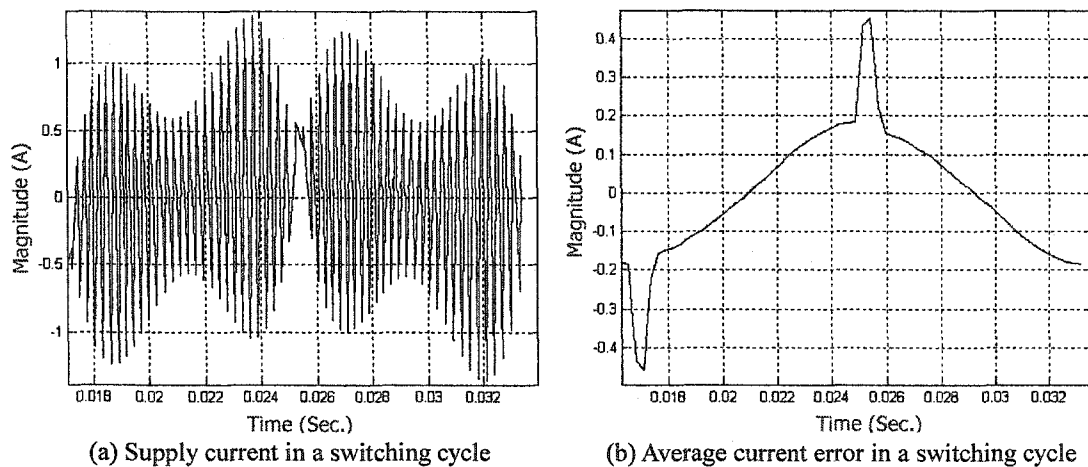 1
0.5
0
-0.5
-1
Magnitude (A)
0.018 0.02 0.022 0.024 0.026 0.028 0.03 0.032
Time (Sec.)
(a) Supply current in a switching cycle
0.4
0.3
0.2
0.1
0
-0.1
-0.2
-0.3
-0.4
Magnitude (A)
0.018 0.02 0.022 0.024 0.026 0.028 0.03 0.032
Time (Sec.)
(b) Average current error in a switching cycle